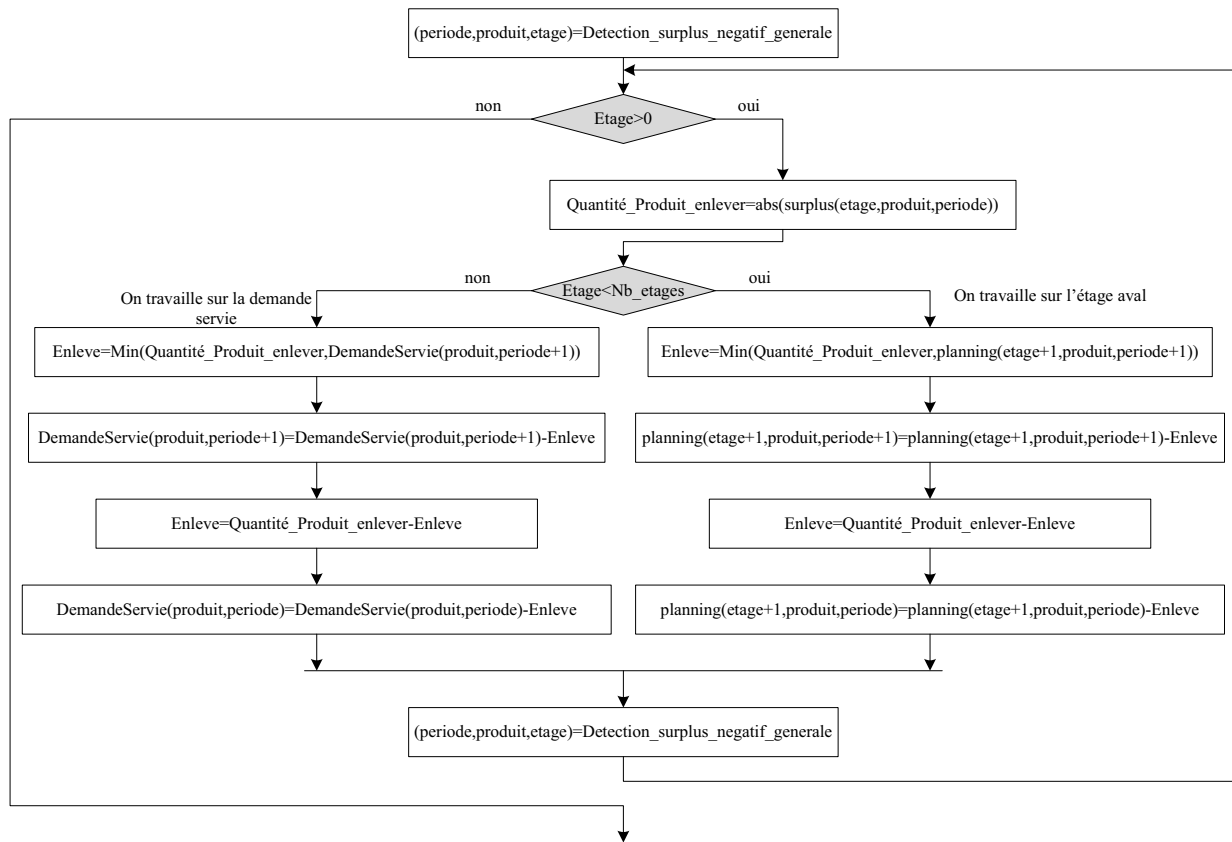 (periode,produit,etage)=Detection_surplus_negatif_generale
non
oui
Etage>0
Quantité_Produit_enlever=abs(surplus(etage,produit,periode))
non
oui
Etage<Nb_etages
On travaille sur la demande
servie
On travaille sur l’étage aval
Enleve=Min(Quantité_Produit_enlever,DemandeServie(produit,periode+1))
Enleve=Min(Quantité_Produit_enlever,planning(etage+1,produit,periode+1))
DemandeServie(produit,periode+1)=DemandeServie(produit,periode+1)-Enleve
planning(etage+1,produit,periode+1)=planning(etage+1,produit,periode+1)-Enleve
Enleve=Quantité_Produit_enlever-Enleve
Enleve=Quantité_Produit_enlever-Enleve
DemandeServie(produit,periode)=DemandeServie(produit,periode)-Enleve
planning(etage+1,produit,periode)=planning(etage+1,produit,periode)-Enleve
(periode,produit,etage)=Detection_surplus_negatif_generale